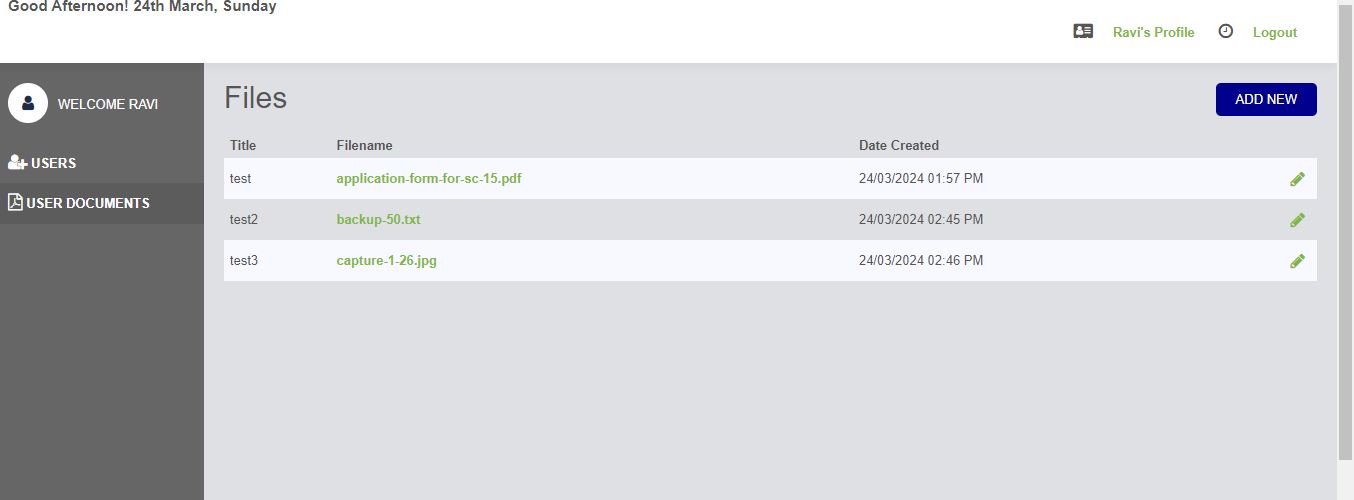 Good Afternoon! 24th March, Sunday
Ravi's Profile Logout
WELCOME RAVI
USERS
USER DOCUMENTS
Files
ADD NEW
Title Filename Date Created
test application-form-for-sc-15.pdf 24/03/2024 01:57 PM
test2 backup-50.txt 24/03/2024 02:45 PM
test3 capture-1-26.jpg 24/03/2024 02:46 PM